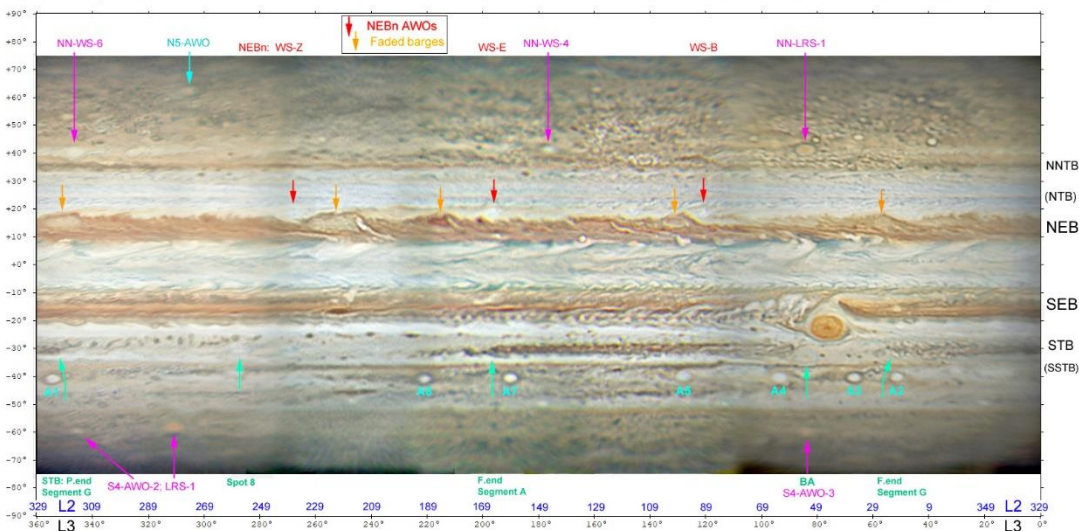 NEBn AWOs
Faded barges
NN-WS-6
N5-AWO
NEBn: WS-Z
WS-E
NN-WS-4
WS-B
NN-LRS-1
+90°
+80°
+70°
+60°
+50°
+40°
+30°
+20°
+10°
+0°
-10°
-20°
-30°
-40°
-50°
-60°
-70°
-80°
-90°
NNTB
(NTB)
NEB
SEB
STB
(SSTB)
A1
A6
A7
A5
A4
A3
A2
S4-AWO-2; LRS-1
STB: P.end
Segment G
Spot 8
F.end
Segment A
BA
S4-AWO-3
F.end
Segment G
329 L2 309 289 269 249 229 209 189 169 149 129 109 89 69 49 29 9 349 L2 329
360° L3 340° 320° 300° 280° 260° 240° 220° 200° 180° 160° 140° 120° 100° 80° 60° 40° 20° L3 0°